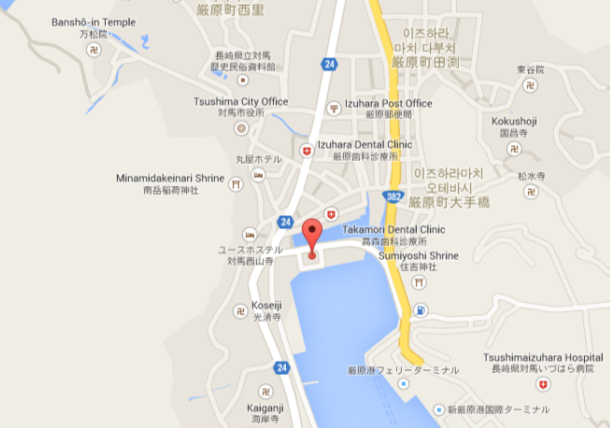 厳原町西里
Banshō-in Temple
万松院
이즈하라
마치 다부치
厳原町田渕
長崎県立対馬
歴史民俗資料館
24
東谷院
Tsushima City Office
対馬市役所
Izuhara Post Office
厳原郵便局
Kokushoji
国昌寺
Izuhara Dental Clinic
厳原歯科診療所
丸屋ホテル
Minamidakeinari Shrine
南岳稲荷神社
이즈하라마치
오테바시
厳原町大手橋
松水寺
382
24
Takamori Dental Clinic
高森歯科診療所
ユースホステル
対馬西山寺
Sumiyoshi Shrine
住吉神社
Koseiji
光清寺
24
Tsushimaizuhara Hospital
長崎県対馬いづはら病院
厳原港フェリーターミナル
Kaiganji
海岸寺
新厳原港国際ターミナル